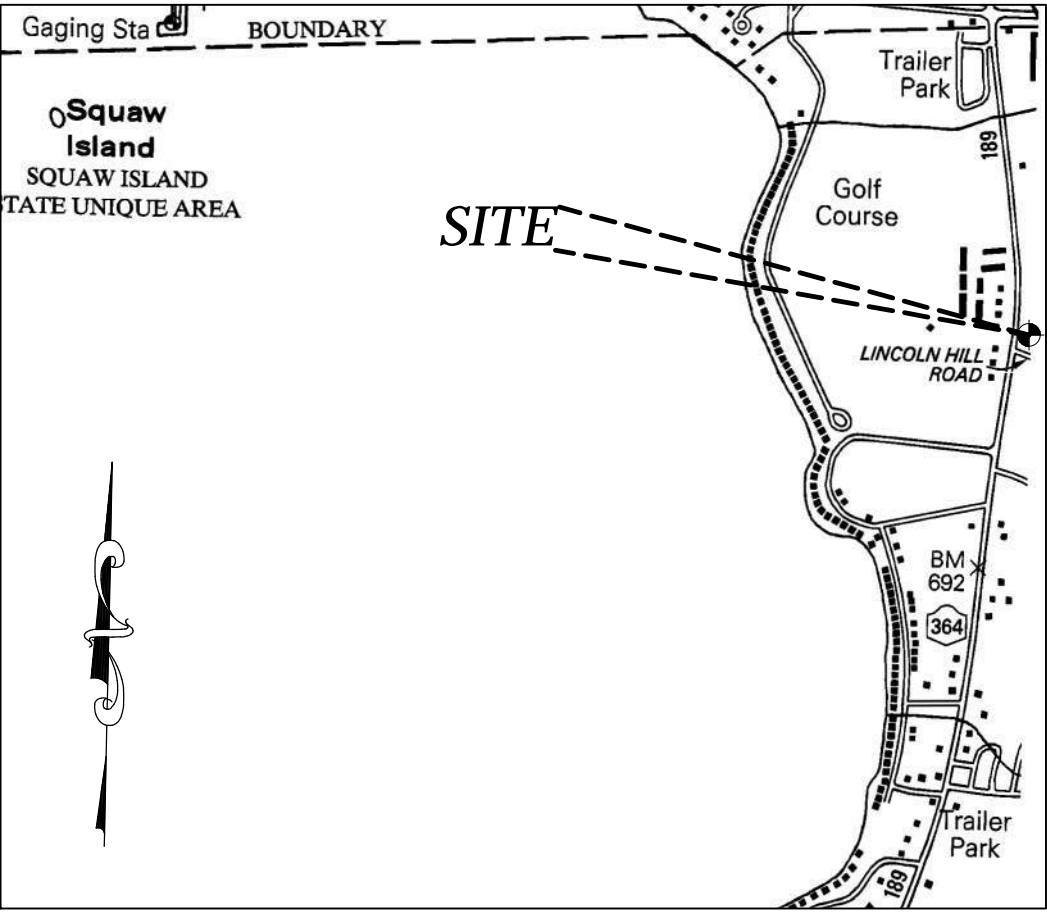 Gaging Sta
BOUNDARY
Squaw
Island
SQUAW ISLAND
STATE UNIQUE AREA
Trailer
Park
189
Golf
Course
SITE
LINCOLN HILL
ROAD
BM
692
364
Trailer
Park
189